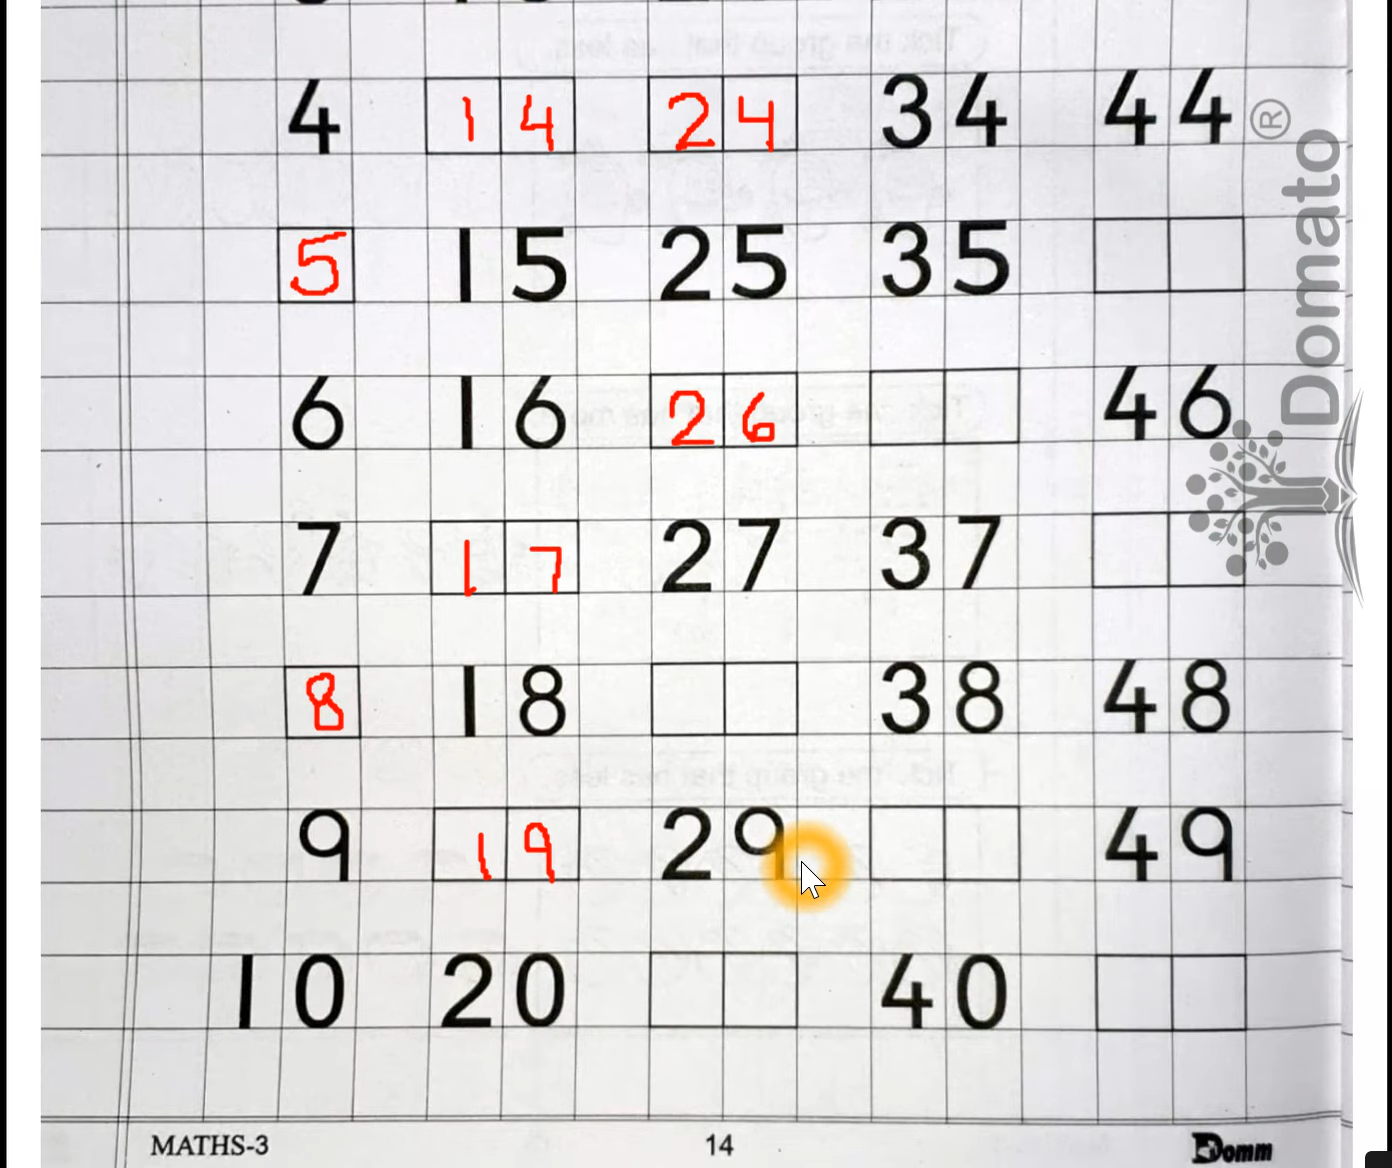 4 14 24 34 44
5 15 25 35
6 16 26 46
7 17 27 37
8 18 38 48
9 19 29 49
10 20 40
MATHS-3 14 Domm
Domato ®